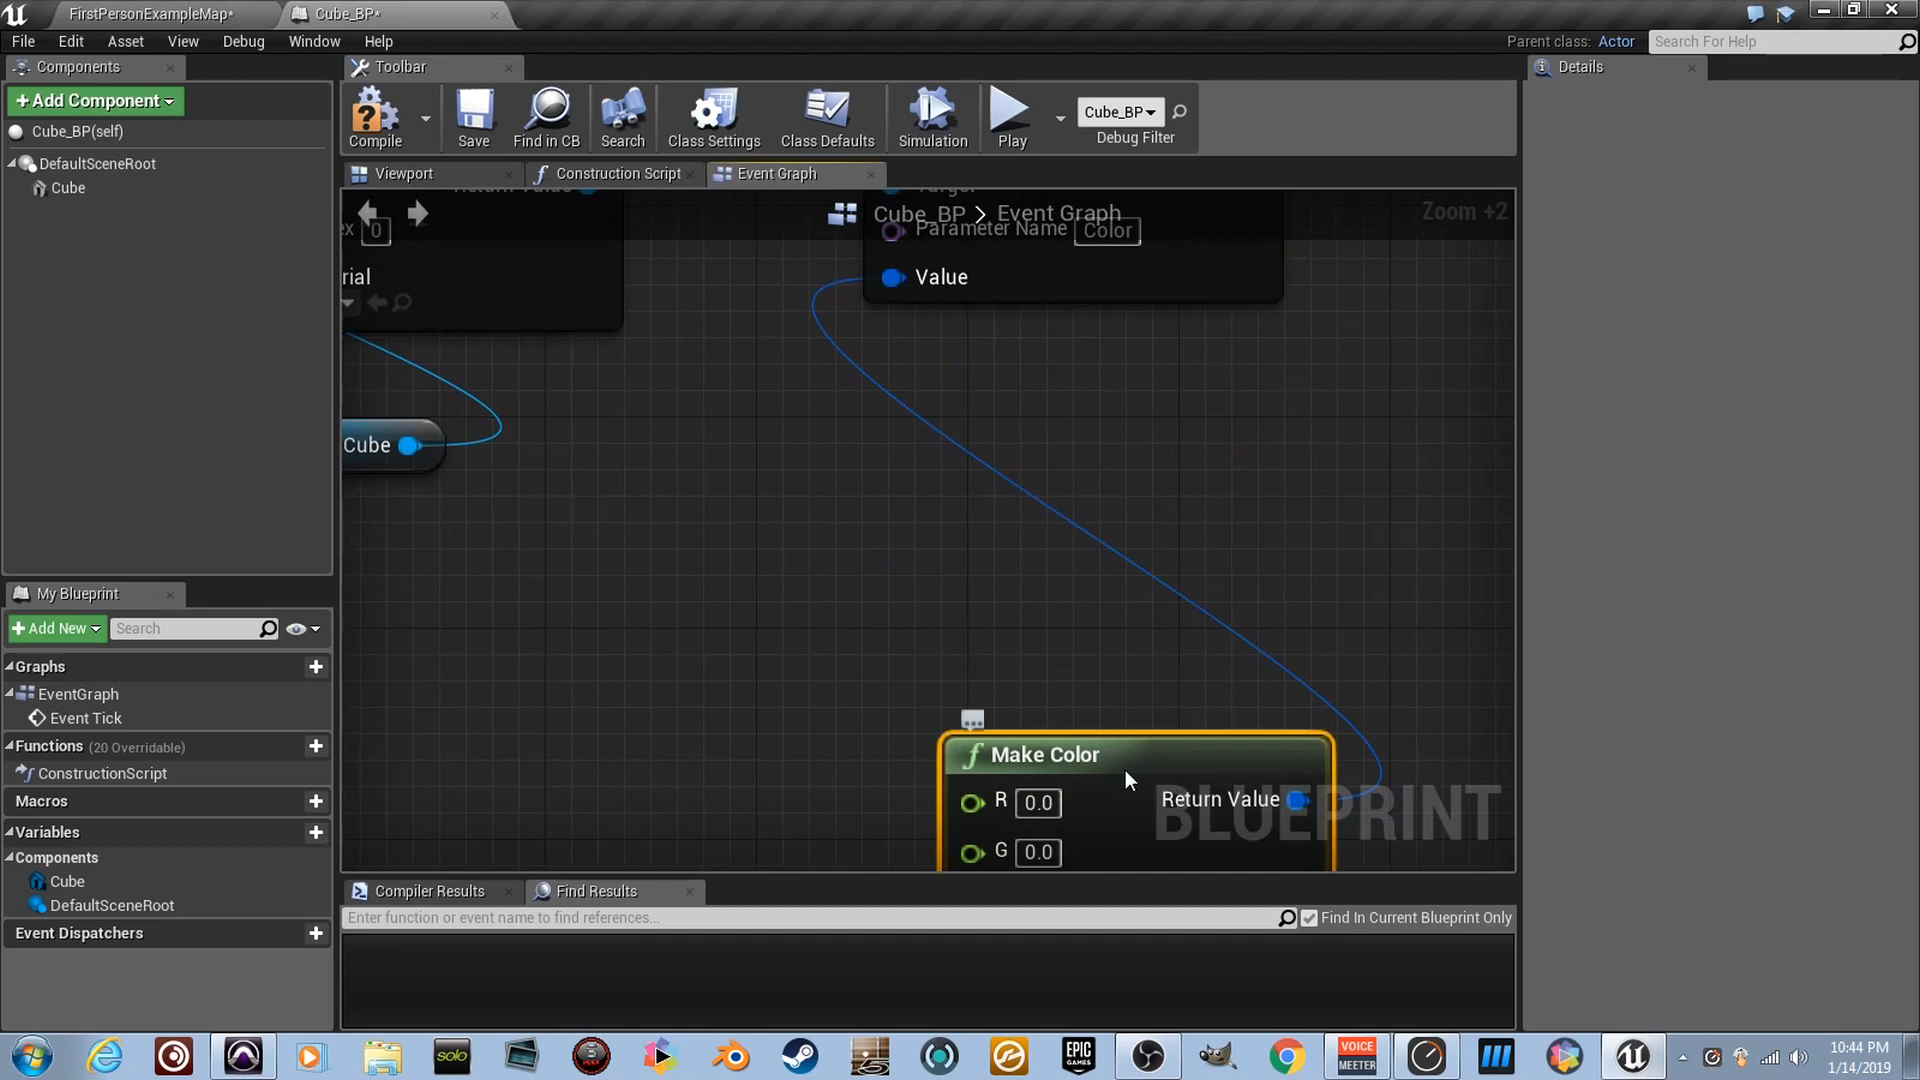 FirstPersonExampleMap*
Cube_BP*
File Edit Asset View Debug Window Help
Parent class: Actor
Search For Help
Components
+Add Component
Cube_BP(self)
DefaultSceneRoot
Cube
Toolbar
Compile
Save
Find in CB
Search
Class Settings
Class Defaults
Simulation
Play
Cube_BP
Debug Filter
Details
Viewport
Construction Script
Event Graph
Cube_BP > Event Graph
Zoom +2
Return Value
Target
ex 0
Parameter Name Color
rial
Value
Cube
Make Color
R 0.0
Return Value
G 0.0
BLUEPRINT
My Blueprint
+Add New
Search
Graphs
EventGraph
Event Tick
Functions (20 Overridable)
ConstructionScript
Macros
Variables
Components
Cube
DefaultSceneRoot
Event Dispatchers
Compiler Results
Find Results
Enter function or event name to find references...
Find In Current Blueprint Only
solo
EPIC
GAMES
VOICE
MEETER
10:44 PM
1/14/2019